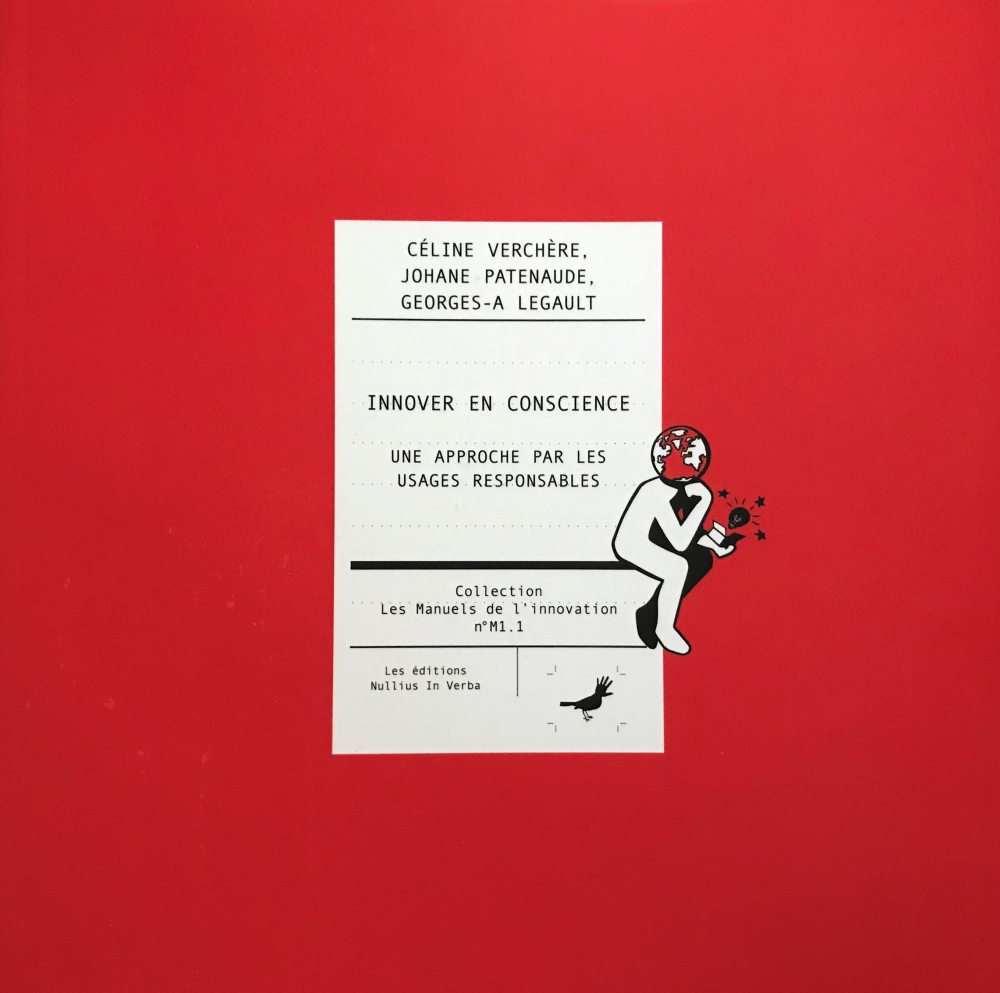 CÉLINE VERCHÈRE,
JOHANE PATENAUDE,
GEORGES-A LEGAULT
INNOVER EN CONSCIENCE
UNE APPROCHE PAR LES
USAGES RESPONSABLES
Collection
Les Manuels de l'innovation
n°M1.1
Les éditions
Nullius In Verba